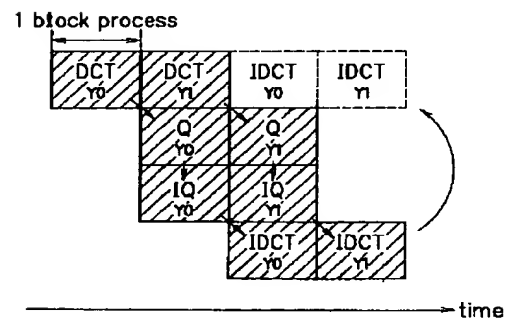 1 block process
DCT DCT IDCT IDCT
Y0 Y1 Y0 Y1
Q Q
Y0 Y1
IQ IQ
Y0 Y1
IDCT IDCT
Y0 Y1
time